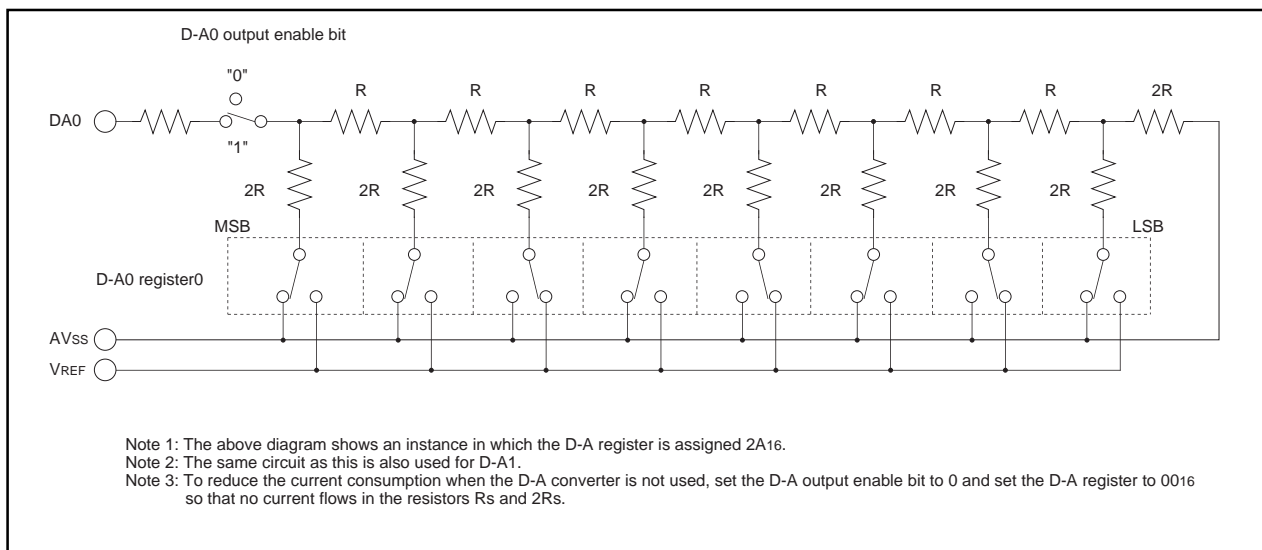 D-A0 output enable bit
"0"
R R R R R R R 2R
DA0
"1"
2R 2R 2R 2R 2R 2R 2R 2R
MSB LSB
D-A0 register0
AVSS
VREF
Note 1: The above diagram shows an instance in which the D-A register is assigned 2A16.
Note 2: The same circuit as this is also used for D-A1.
Note 3: To reduce the current consumption when the D-A converter is not used, set the D-A output enable bit to 0 and set the D-A register to 0016
so that no current flows in the resistors Rs and 2Rs.